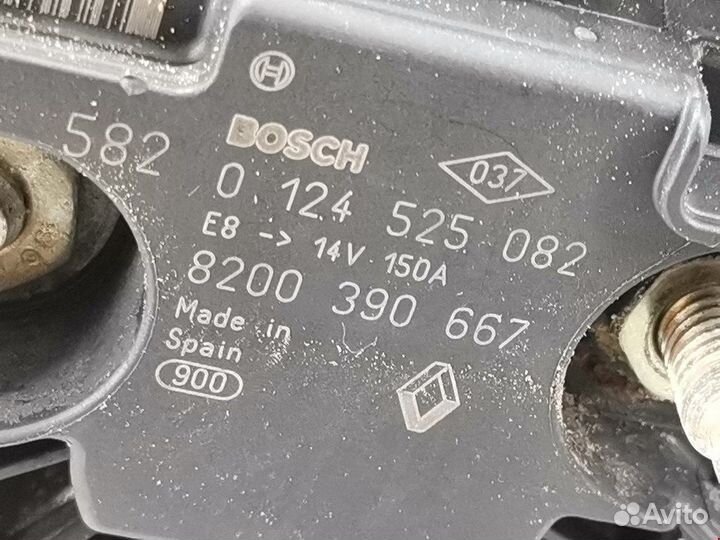 582
BOSCH
037
0 124 525 082
E8 -> 14V 150A
8200 390 667
Made in
Spain
900
Avito